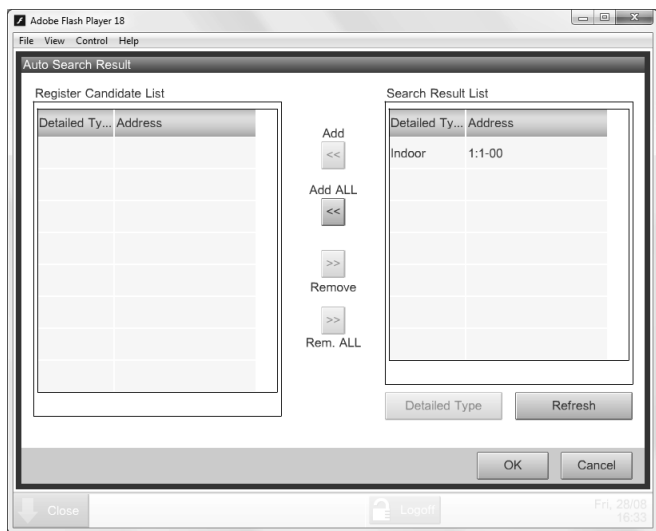 Adobe Flash Player 18
File View Control Help
Auto Search Result
Register Candidate List
Detailed Ty... Address
Add
<<
Add ALL
<<
>>
Remove
>>
Rem. ALL
Search Result List
Detailed Ty... Address
Indoor 1:1-00
Detailed Type Refresh
OK Cancel
Close Logoff Fri, 28/08
16:33